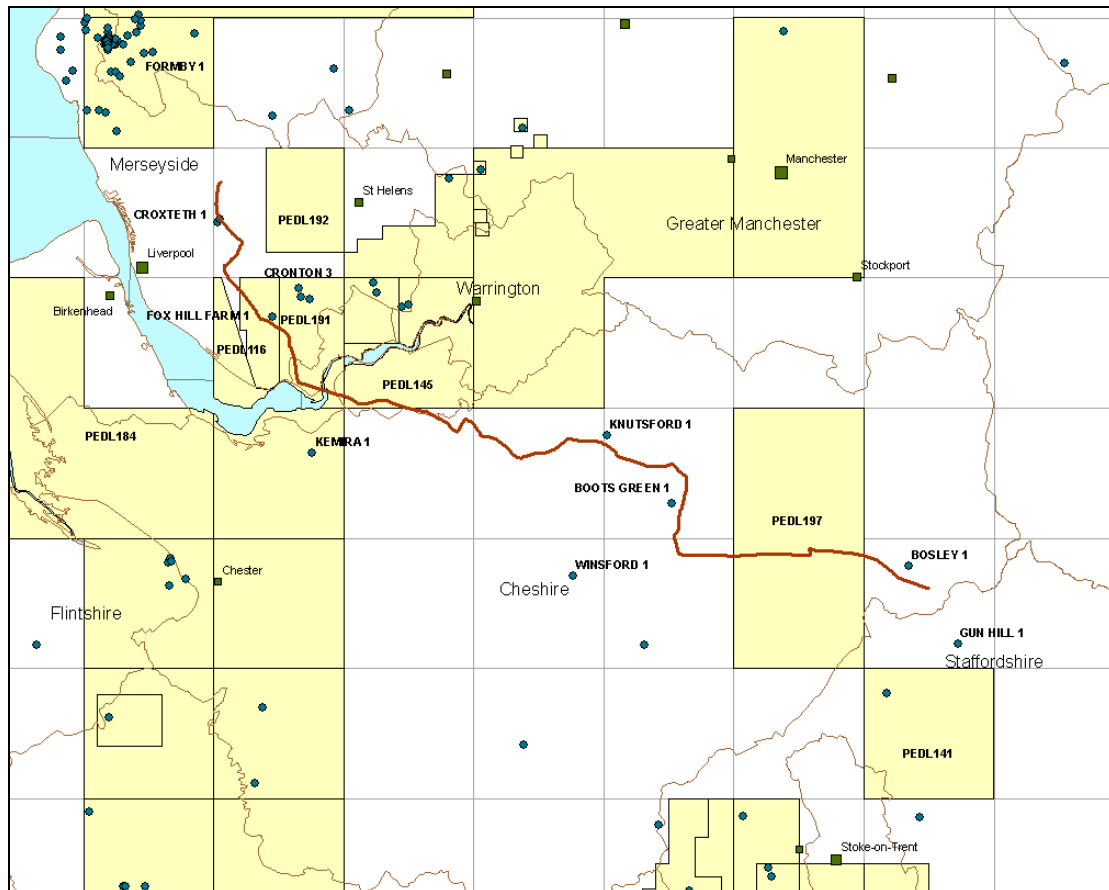 FORMBY 1
Merseyside
Manchester
St Helens
CROXTETH 1
PEDL192
Greater Manchester
Liverpool
Stockport
CRONTON 3
Warrington
Birkenhead
FOX HILL FARM 1
PEDL191
PEDL116
PEDL145
KNUTSFORD 1
PEDL184
KEMIRA 1
BOOTS GREEN 1
PEDL197
BOSLEY 1
WINSFORD 1
Chester
Cheshire
Flintshire
GUN HILL 1
Staffordshire
PEDL141
Stoke-on-Trent